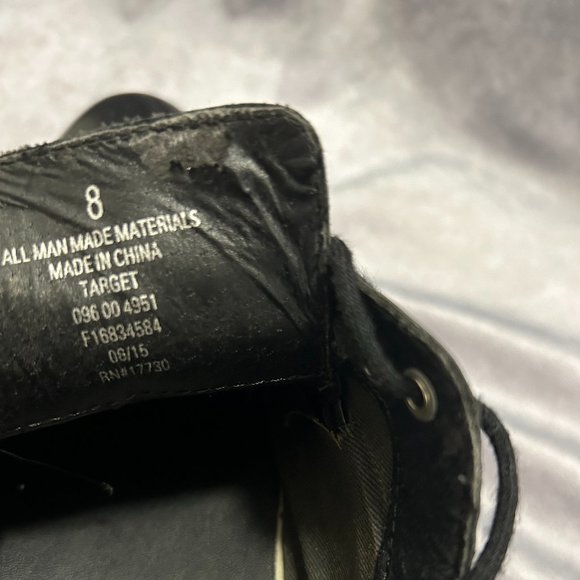 8
ALL MAN MADE MATERIALS
MADE IN CHINA
TARGET
096 00 4951
F16834584
06/15
RN#17730